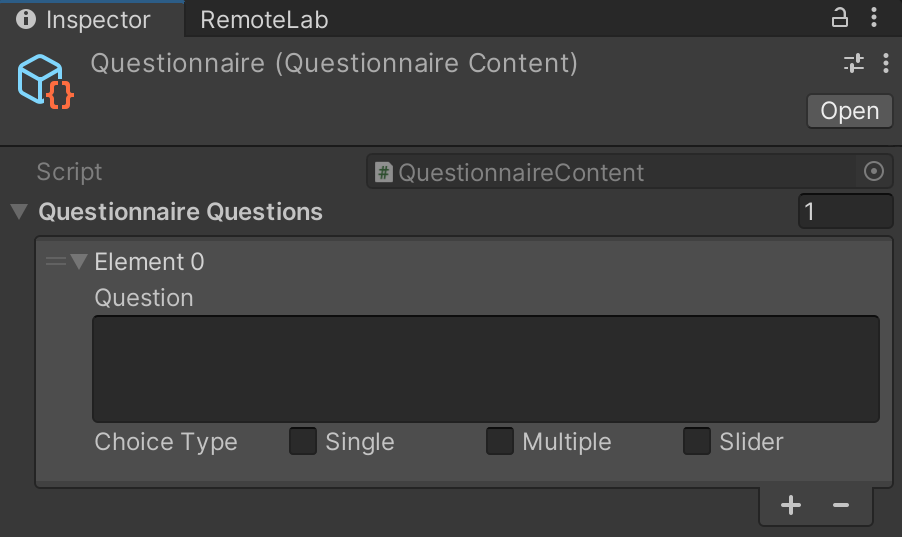 Inspector RemoteLab
Questionnaire (Questionnaire Content)
Open
Script QuestionnaireContent
Questionnaire Questions 1
Element 0
Question
Choice Type Single Multiple Slider